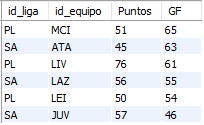 id_liga id_equipo Puntos GF
PL MCI 51 65
SA ATA 45 63
PL LIV 76 61
SA LAZ 56 55
PL LEI 50 54
SA JUV 57 46